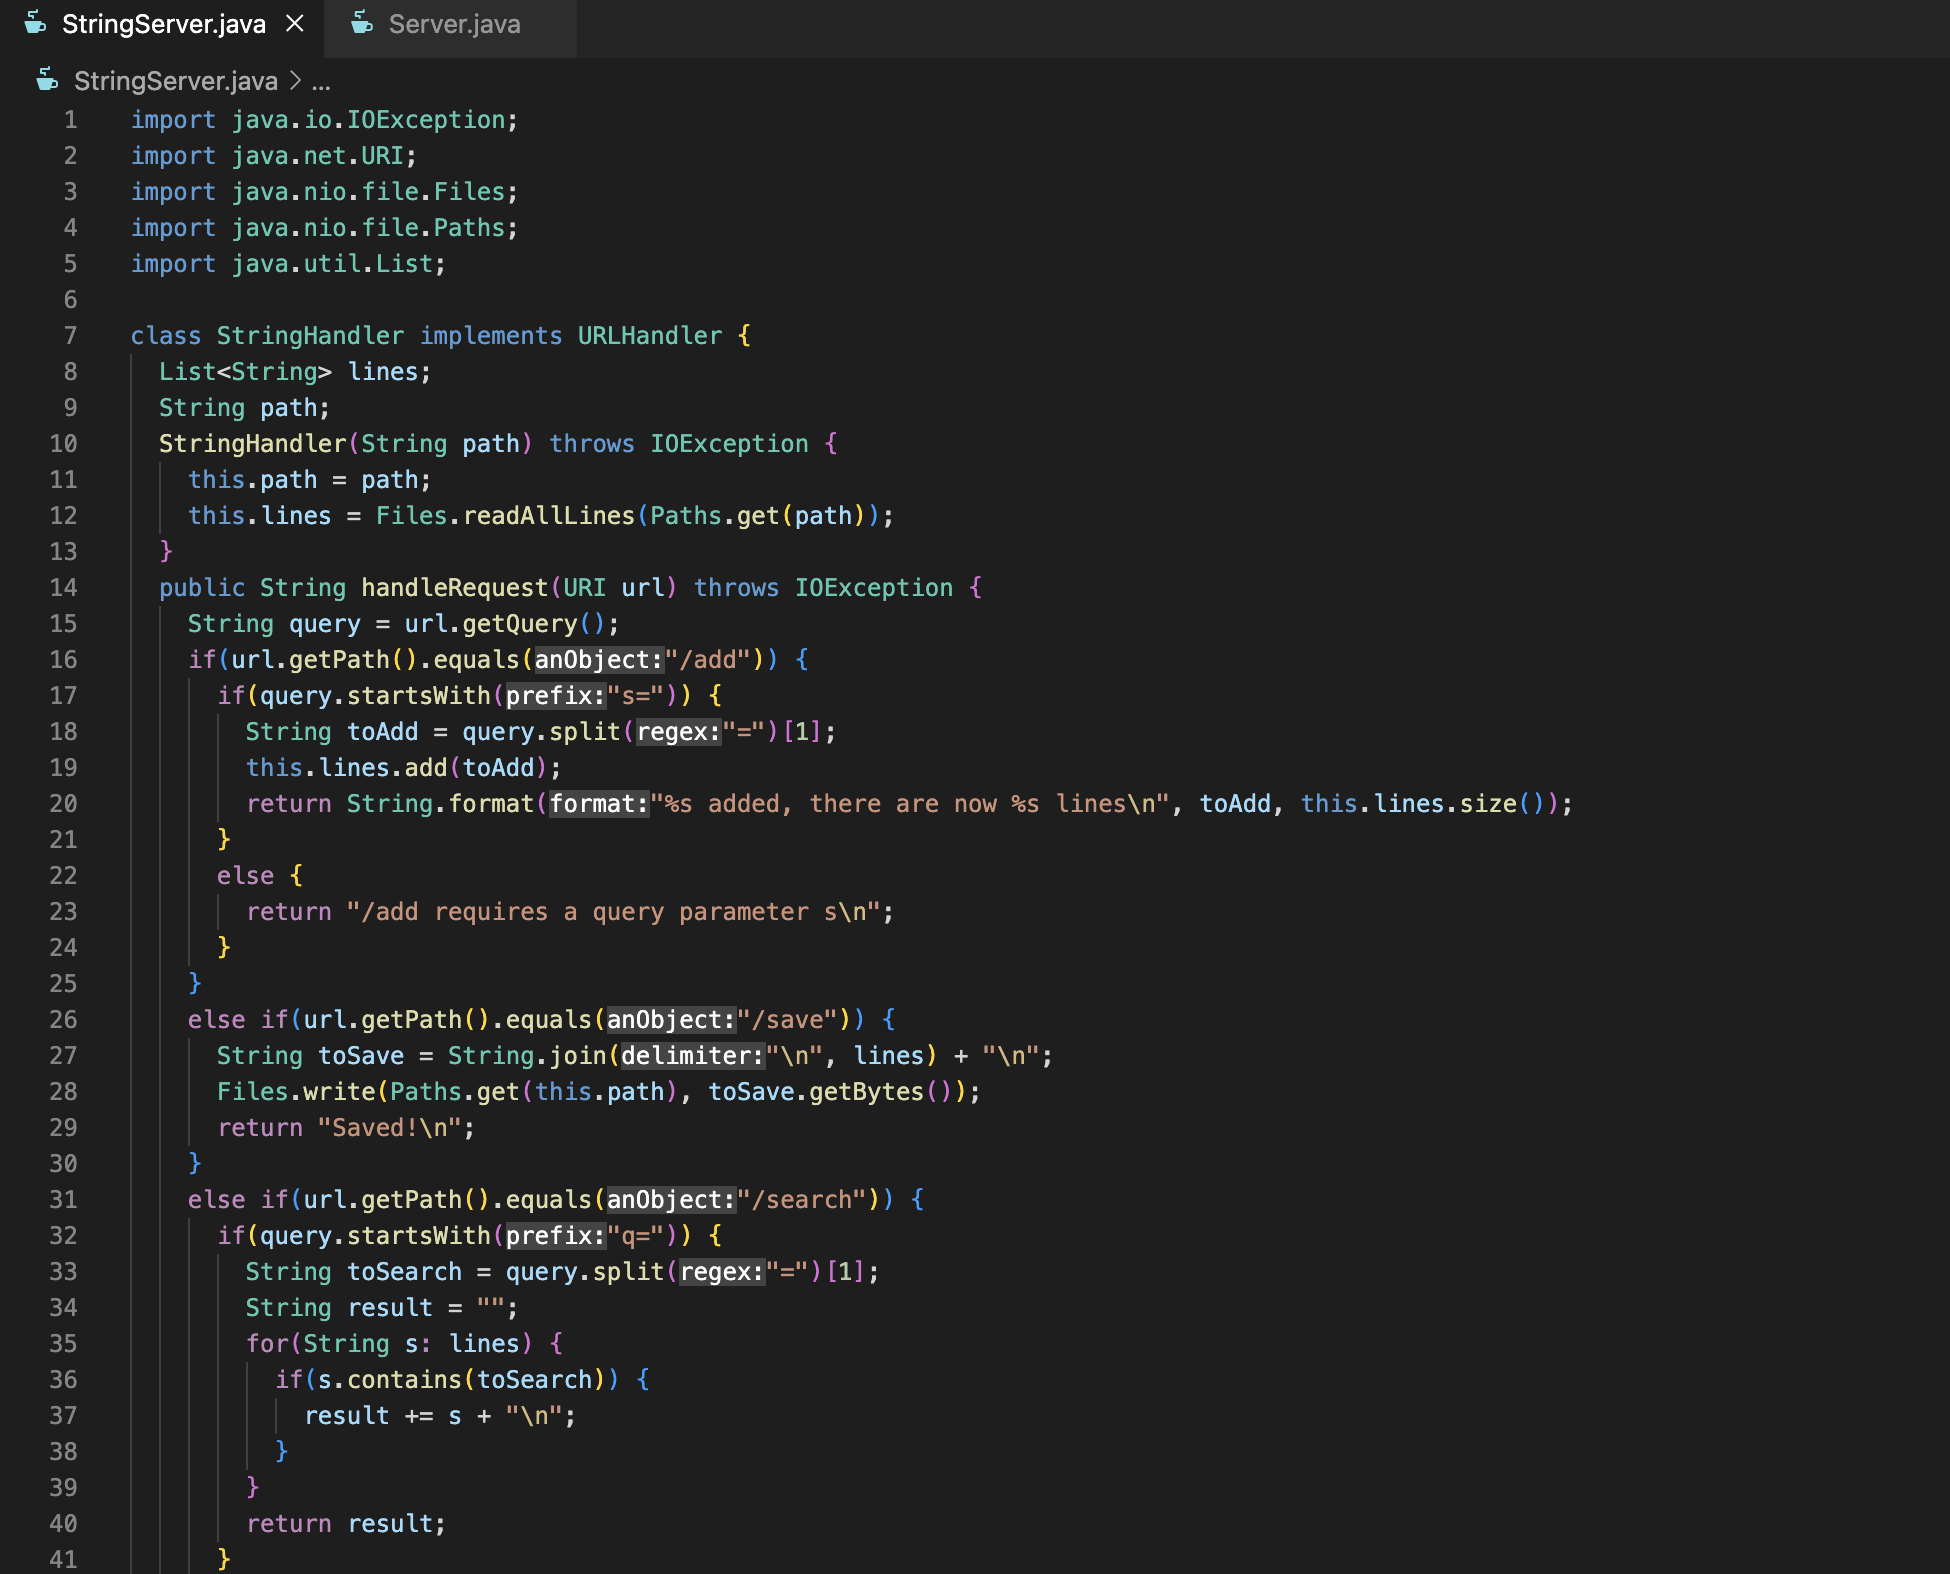 StringServer.java × Server.java
StringServer.java > ...
1 import java.io.IOException;
2 import java.net.URI;
3 import java.nio.file.Files;
4 import java.nio.file.Paths;
5 import java.util.List;
6
7 class StringHandler implements URLHandler {
8   List<String> lines;
9   String path;
10   StringHandler(String path) throws IOException {
11     this.path = path;
12     this.lines = Files.readAllLines(Paths.get(path));
13   }
14   public String handleRequest(URI url) throws IOException {
15     String query = url.getQuery();
16     if(url.getPath().equals(anObject:"/add")) {
17       if(query.startsWith(prefix:"s=")) {
18         String toAdd = query.split(regex:"=")[1];
19         this.lines.add(toAdd);
20         return String.format(format:"%s added, there are now %s lines\n", toAdd, this.lines.size());
21       }
22       else {
23         return "/add requires a query parameter s\n";
24       }
25     }
26     else if(url.getPath().equals(anObject:"/save")) {
27       String toSave = String.join(delimiter:"\n", lines) + "\n";
28       Files.write(Paths.get(this.path), toSave.getBytes());
29       return "Saved!\n";
30     }
31     else if(url.getPath().equals(anObject:"/search")) {
32       if(query.startsWith(prefix:"q=")) {
33         String toSearch = query.split(regex:"=")[1];
34         String result = "";
35         for(String s: lines) {
36           if(s.contains(toSearch)) {
37             result += s + "\n";
38           }
39         }
40         return result;
41       }